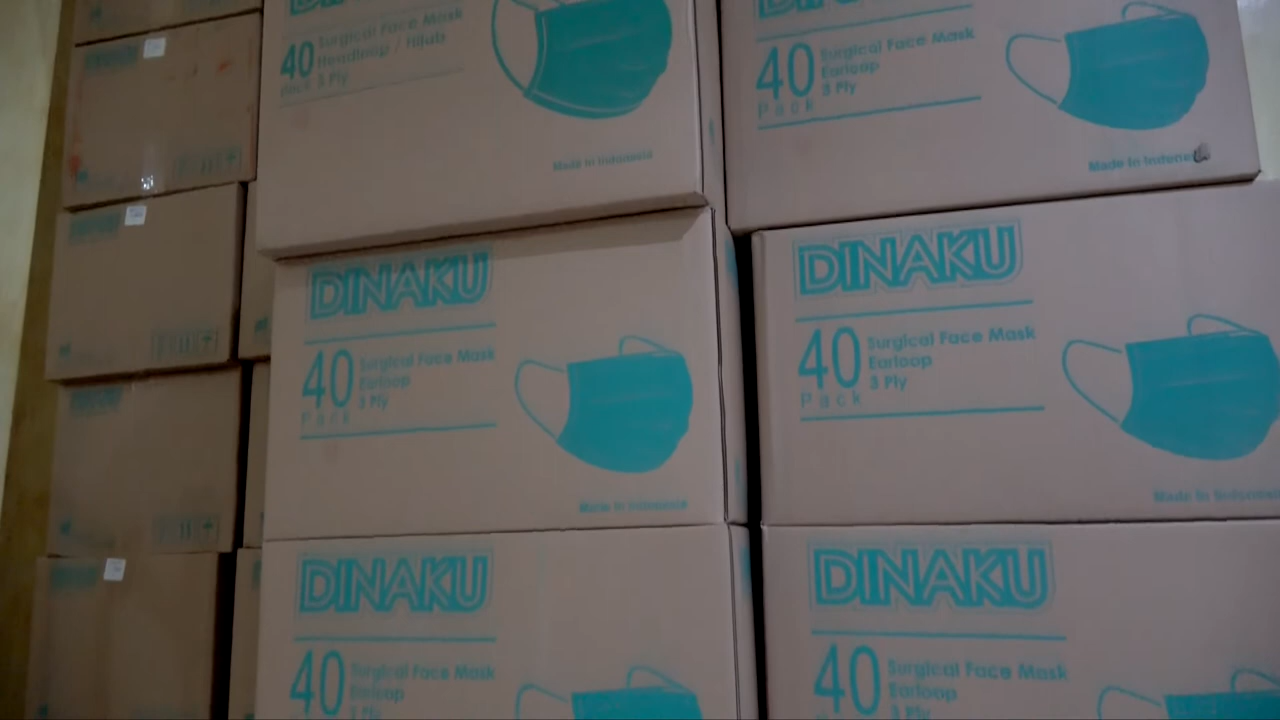 40
Surgical Face Mask
Headloop / Hijab
3 Ply
Made in Indonesia
40
Pack
Surgical Face Mask
Earloop
3 Ply
Made in Indone
DINAKU
40
Pack
Surgical Face Mask
Earloop
3 Ply
Made in Indonesia
DINAKU
40
Pack
Surgical Face Mask
Earloop
3 Ply
Made in Indonesia
DINAKU
40
Surgical Face Mask
Earloop
3 Ply
DINAKU
40
Surgical Face Mask
Earloop
3 Ply